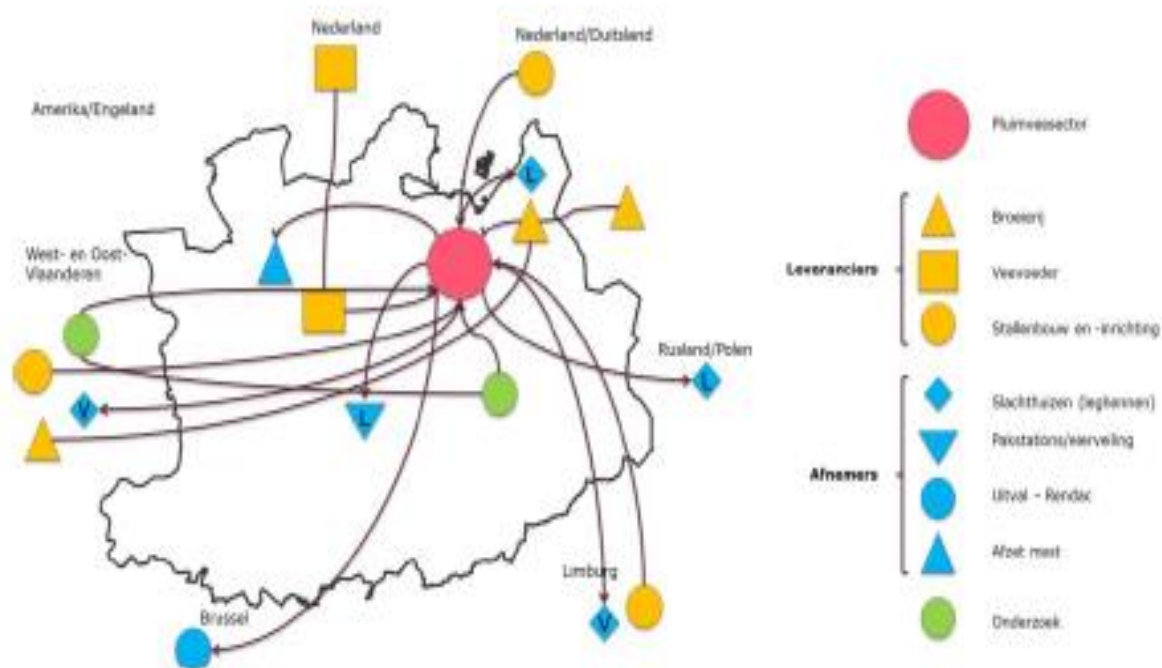 Nederland
Nederland/Duitsland
Amerika/Engeland
L
West- en Oost-
Vlaanderen
Rusland/Polen
L
V
L
Limburg
V
Brussel
Pluimveesector
Leveranciers
Broeierij
Veevoeder
Stallenbouw en -inrichting
Afnemers
Slachthuizen (leghennen)
Pakstations/eierveiling
Uitval - Rendac
Afzet mest
Onderzoek